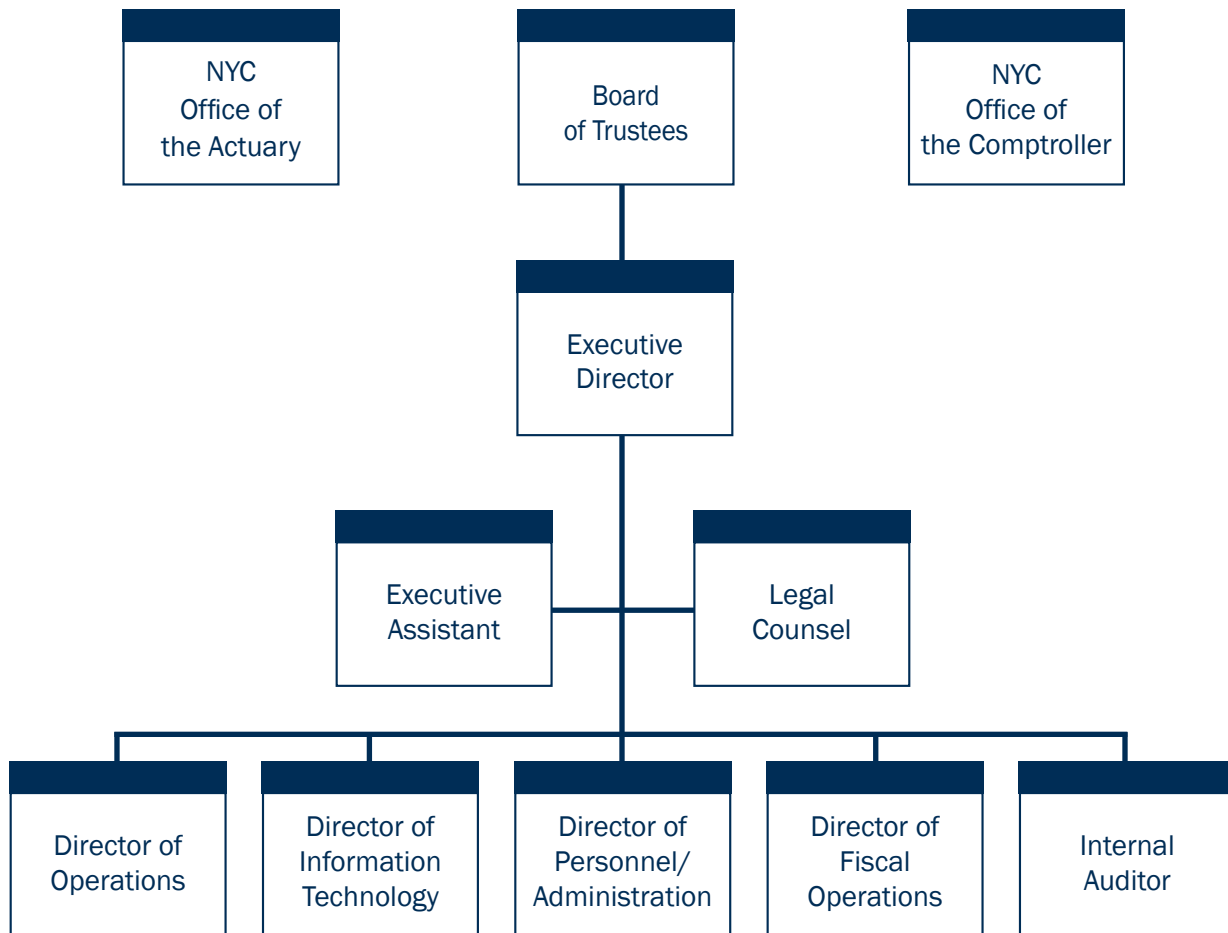 NYC
Office of
the Actuary
Board
of Trustees
NYC
Office of
the Comptroller
Executive
Director
Executive
Assistant
Legal
Counsel
Director of
Operations
Director of
Information
Technology
Director of
Personnel/
Administration
Director of
Fiscal
Operations
Internal
Auditor